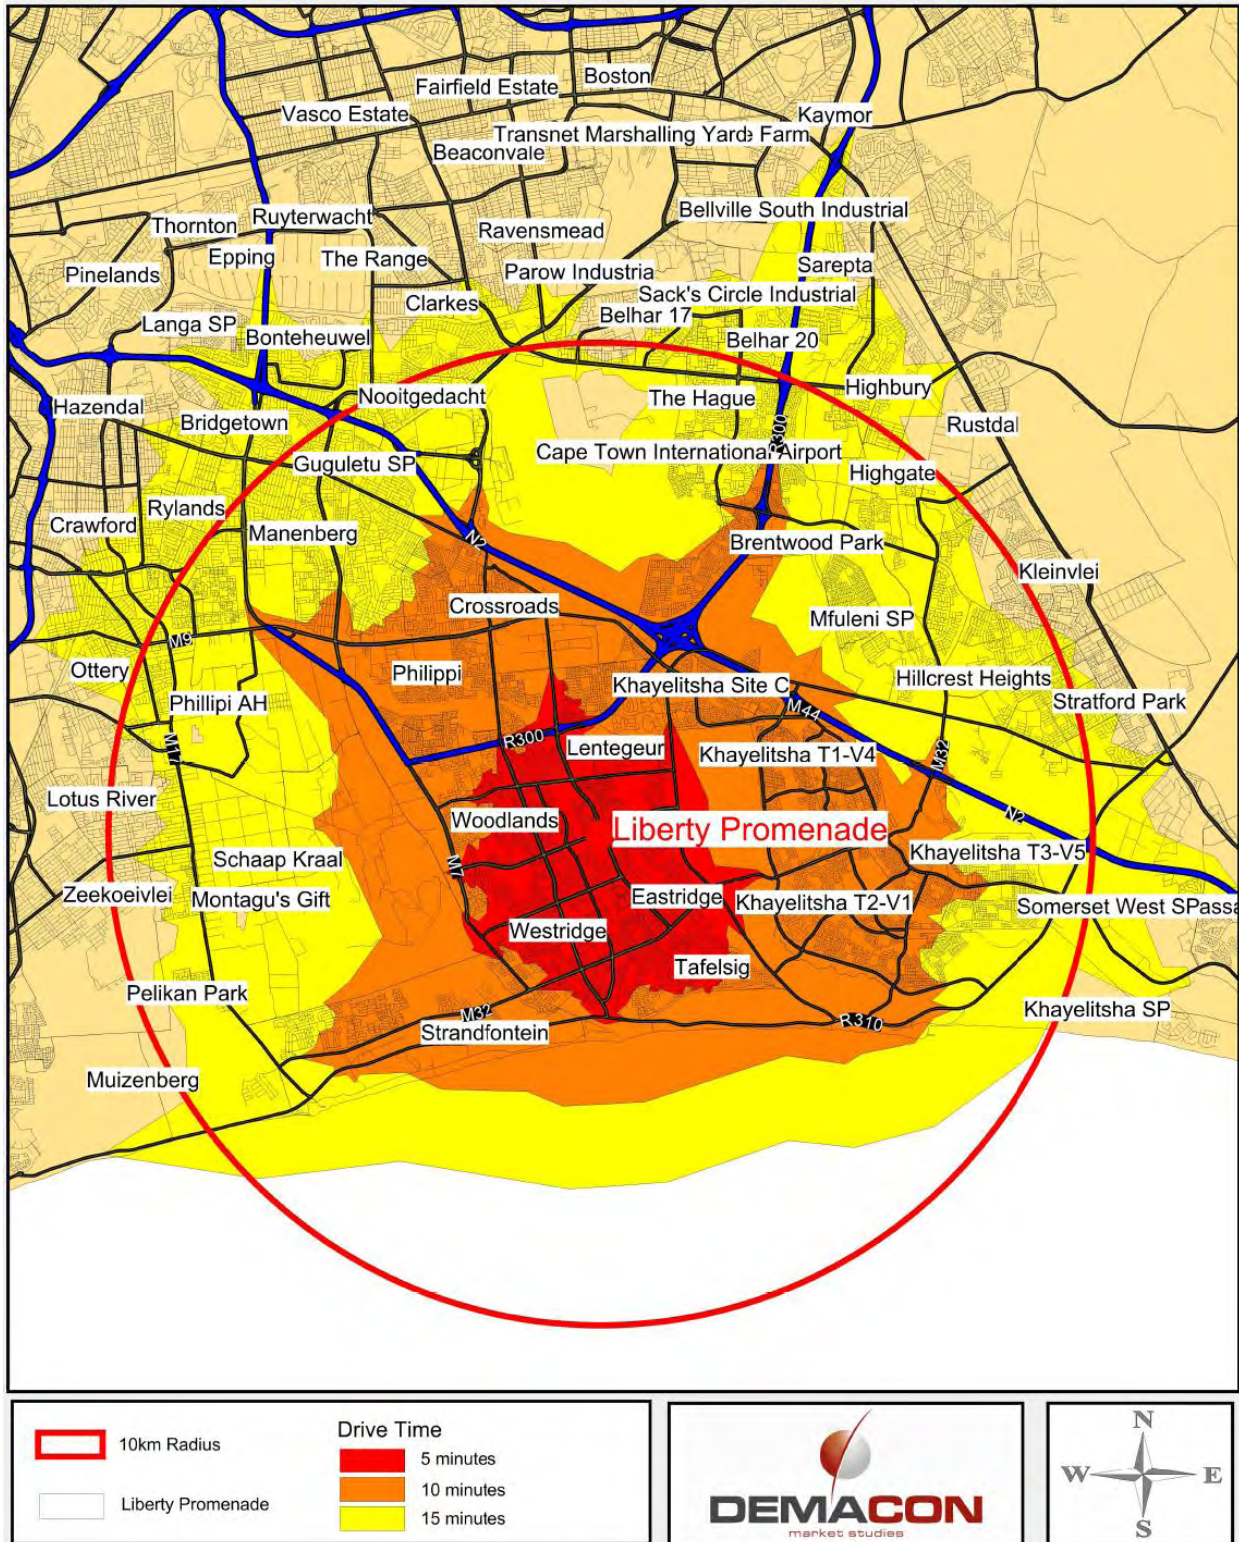 Boston
Fairfield Estate
Vasco Estate
Kaymor
Transnet Marshalling Yard
Farm
Beaconvale
Bellville South Industrial
Ruyterwacht
Thornton
Ravensmead
Epping
The Range
Sarepta
Pinelands
Parow Industria
Sack's Circle Industrial
Clarkes
Belhar 17
Langa SP
Bonteheuwel
Belhar 20
Highbury
Nooitgedacht
The Hague
Hazendal
Bridgetown
Rustdal
R300
Cape Town International Airport
Guguletu SP
Highgate
Rylands
Crawford
Manenberg
N2
Brentwood Park
Kleinvlei
Crossroads
Mfuleni SP
M9
Ottery
Philippi
Hillcrest Heights
Khayelitsha Site C
Stratford Park
Phillipi AH
M44
R300
Lentegeur
M17
Khayelitsha T1-V4
M32
Lotus River
Woodlands
N2
Liberty Promenade
Khayelitsha T3-V5
Schaap Kraal
M7
Zeekoeivlei
Montagu's Gift
Eastridge
Khayelitsha T2-V1
Somerset West SPassa
Westridge
Tafelsig
Pelikan Park
M32
R310
Khayelitsha SP
Strandfontein
Muizenberg
Drive Time
10km Radius
5 minutes
10 minutes
Liberty Promenade
15 minutes
DEMACON
market studies
N
W
E
S